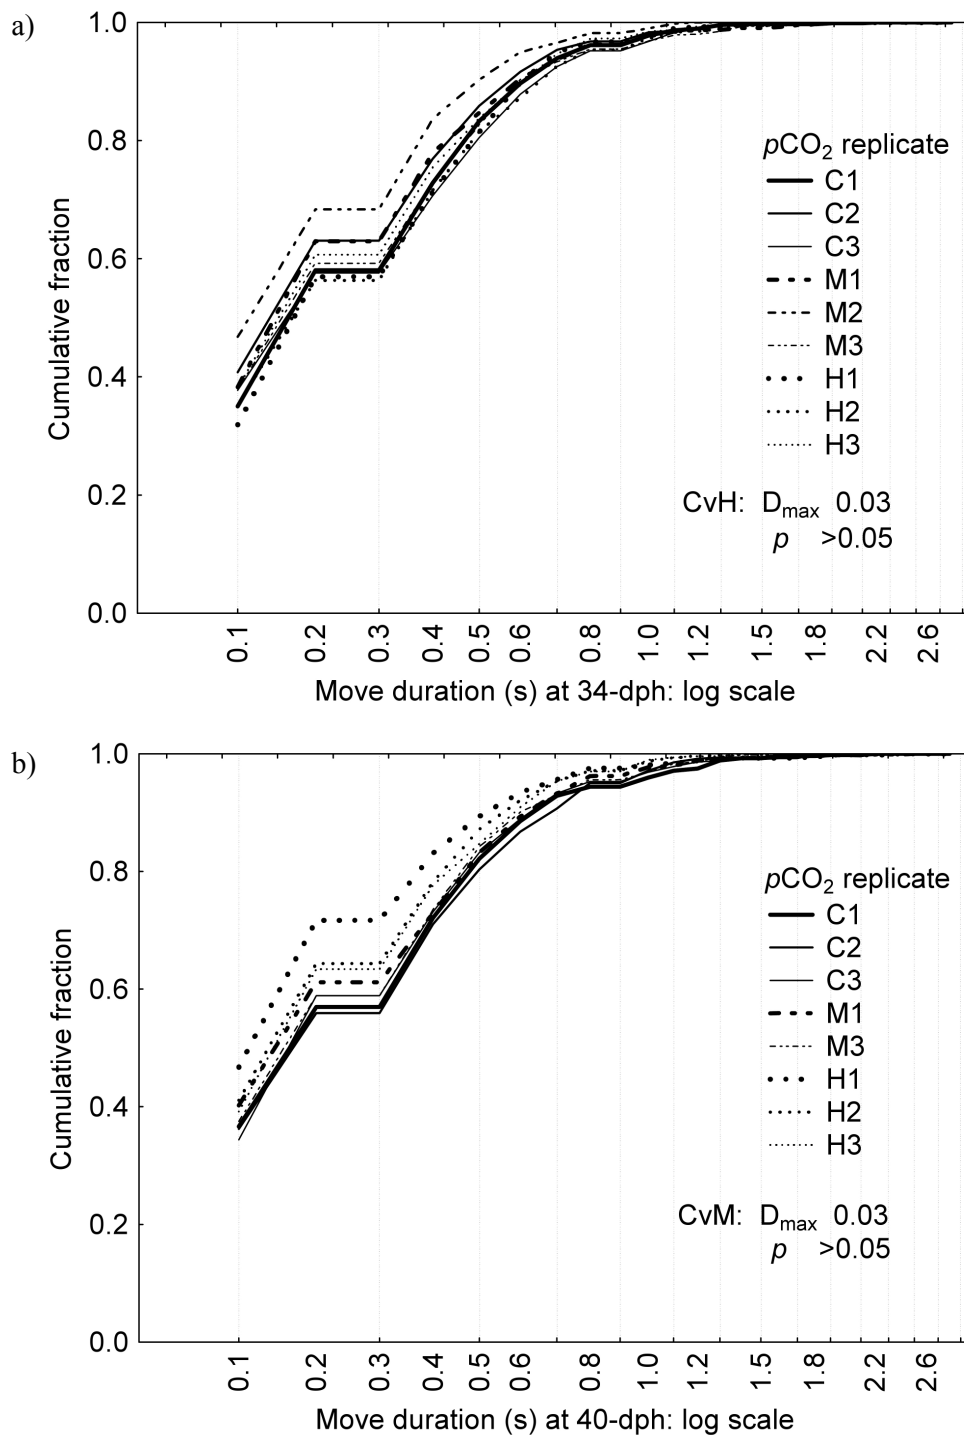 a)
1.0
0.8
0.6
0.4
0.2
0.0
Cumulative fraction
pCO2 replicate
C1
C2
C3
M1
M2
M3
H1
H2
H3
CvH: Dmax 0.03
p >0.05
0.1 0.2 0.3 0.4 0.5 0.6 0.8 1.0 1.2 1.5 1.8 2.2 2.6
Move duration (s) at 34-dph: log scale
b)
1.0
0.8
0.6
0.4
0.2
0.0
Cumulative fraction
pCO2 replicate
C1
C2
C3
M1
M3
H1
H2
H3
CvM: Dmax 0.03
p >0.05
0.1 0.2 0.3 0.4 0.5 0.6 0.8 1.0 1.2 1.5 1.8 2.2 2.6
Move duration (s) at 40-dph: log scale